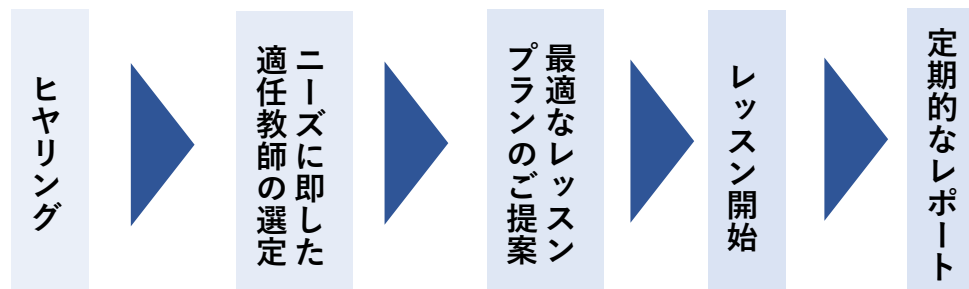 ヒヤリング
ニーズに即した
適任教師の選定
最適なレッスン
プランのご提案
レッスン開始
定期的なレポート